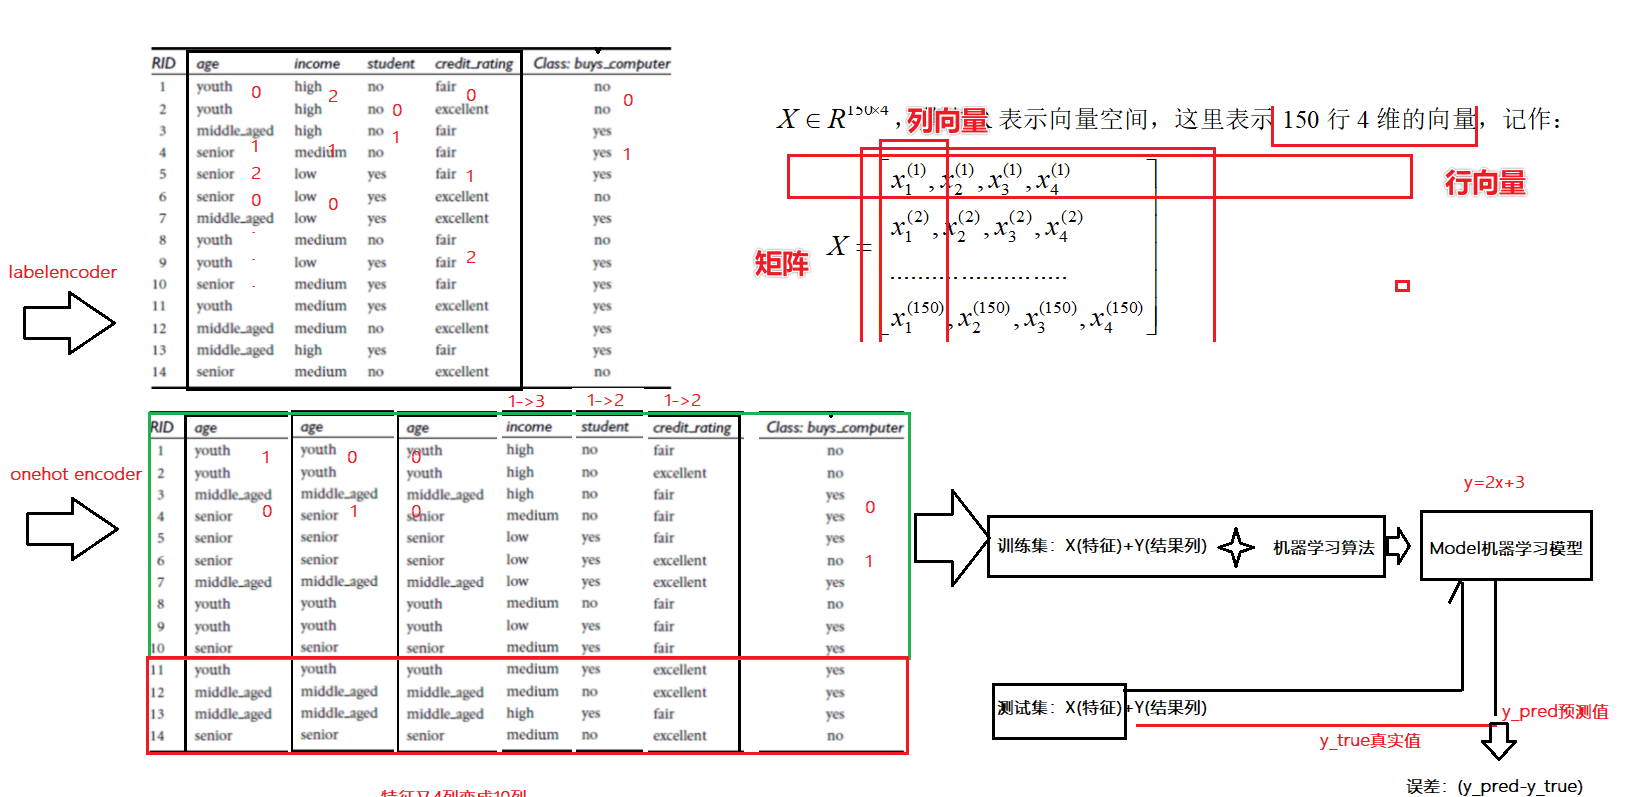 RID age income student credit_rating Class: buys_computer
1 youth 0 high 2 no fair 0 no 0
2 youth high no 0 excellent no
3 middle_aged high no 1 fair yes
4 senior 1 medium 1 no fair yes 1
5 senior 2 low yes fair 1 yes
6 senior 0 low 0 yes excellent no
7 middle_aged low yes excellent yes
8 youth medium no fair no
9 youth low yes fair 2 yes
10 senior medium yes fair yes
11 youth medium yes excellent yes
12 middle_aged medium no excellent yes
13 middle_aged high yes fair yes
14 senior medium no excellent no
labelencoder
X ∈ R^{150×4}, 列向量 表示向量空间，这里表示 150 行 4 维的向量，记作：
行向量
矩阵
X =
x_1^{(1)}, x_2^{(1)}, x_3^{(1)}, x_4^{(1)}
x_1^{(2)}, x_2^{(2)}, x_3^{(2)}, x_4^{(2)}
........................
x_1^{(150)}, x_2^{(150)}, x_3^{(150)}, x_4^{(150)}
1->3 1->2 1->2
RID age age age income student credit_rating Class: buys_computer
1 youth 1 youth 0 youth 0 high no fair no
2 youth youth youth high no excellent no
3 middle_aged middle_aged middle_aged high no fair yes
4 senior 0 senior 1 senior 0 medium no fair yes 0
5 senior senior senior low yes fair yes
6 senior senior senior low yes excellent no 1
7 middle_aged middle_aged middle_aged low yes excellent yes
8 youth youth youth medium no fair no
9 youth youth youth low yes fair yes
10 senior senior senior medium yes fair yes
11 youth youth youth medium yes excellent yes
12 middle_aged middle_aged middle_aged medium no excellent yes
13 middle_aged middle_aged middle_aged high yes fair yes
14 senior senior senior medium no excellent no
onehot encoder
y=2x+3
训练集：X(特征)+Y(结果列)
机器学习算法
Model机器学习模型
测试集：X(特征)+Y(结果列)
y_pred预测值
y_true真实值
误差：(y_pred-y_true)